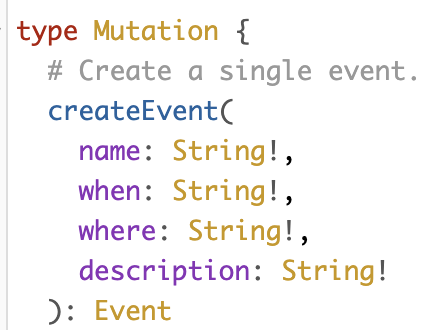 type Mutation {
# Create a single event.
createEvent(
name: String!,
when: String!,
where: String!,
description: String!
): Event